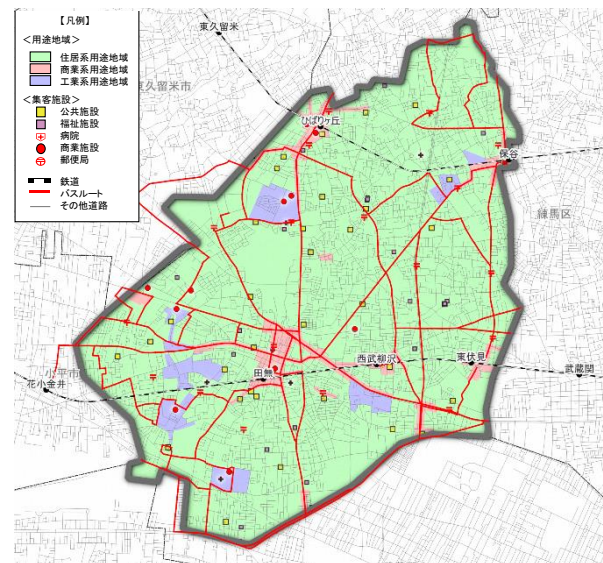 【凡例】
＜用途地域＞
住居系用途地域
商業系用途地域
工業系用途地域
＜集客施設＞
公共施設
福祉施設
病院
商業施設
郵便局
鉄道
バスルート
その他道路
東久留米
東久留米市
ひばりヶ丘
保谷
練馬区
小平市
花小金井
田無
西武柳沢
東伏見
武蔵関